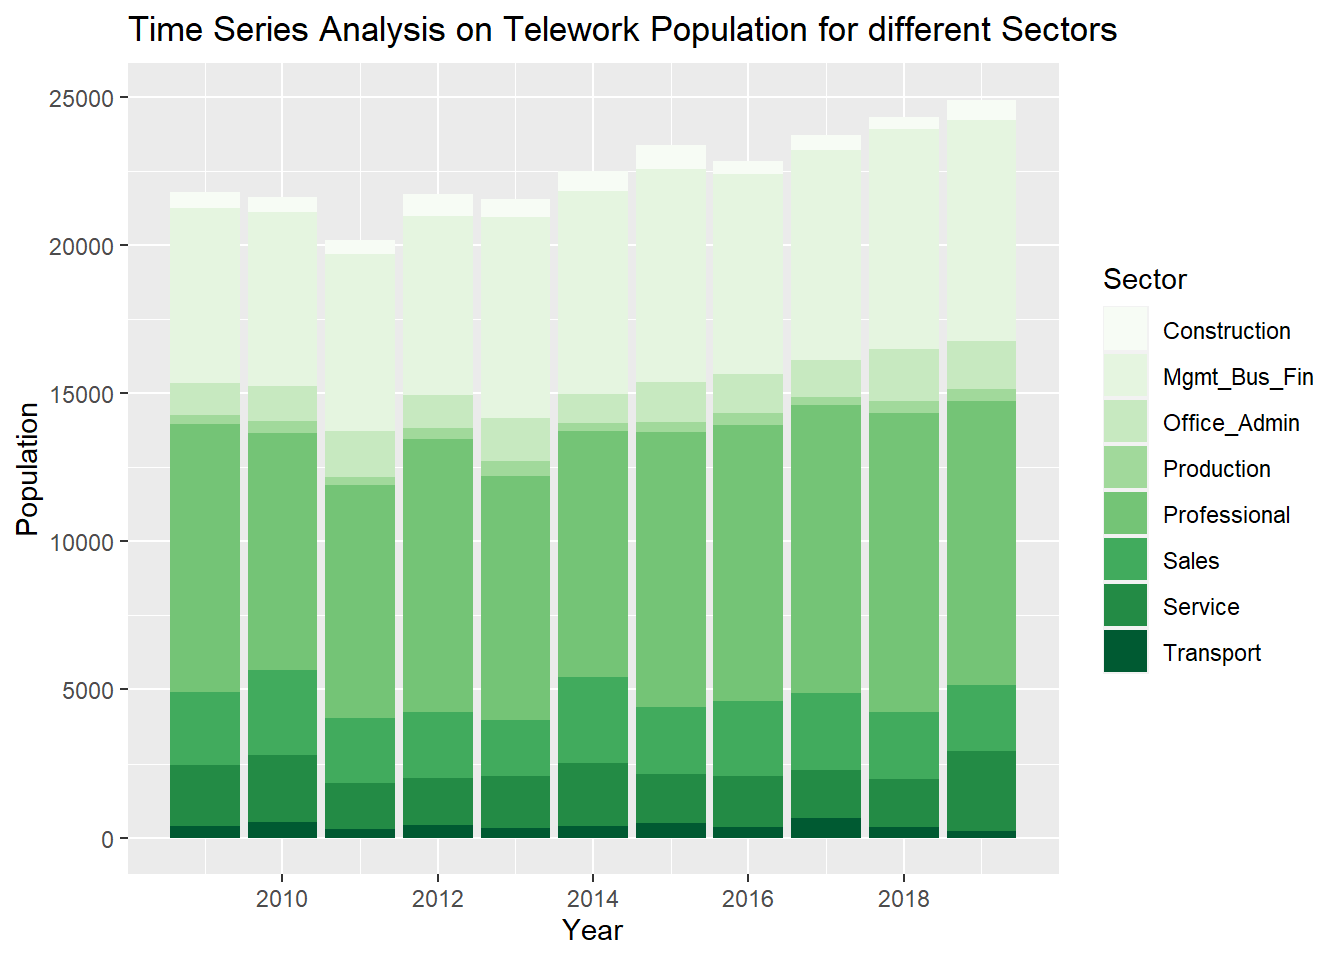 Time Series Analysis on Telework Population for different Sectors
25000
20000
15000
10000
5000
0
Population
2010
2012
2014
2016
2018
Year
Sector
Construction
Mgmt_Bus_Fin
Office_Admin
Production
Professional
Sales
Service
Transport